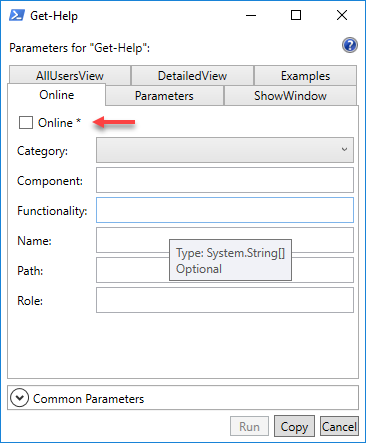 Get-Help
Parameters for "Get-Help":
?
AllUsersView DetailedView Examples
Online Parameters ShowWindow
Online *
Category:
Component:
Functionality:
Name:
Type: System.String[]
Optional
Path:
Role:
Common Parameters
Run Copy Cancel